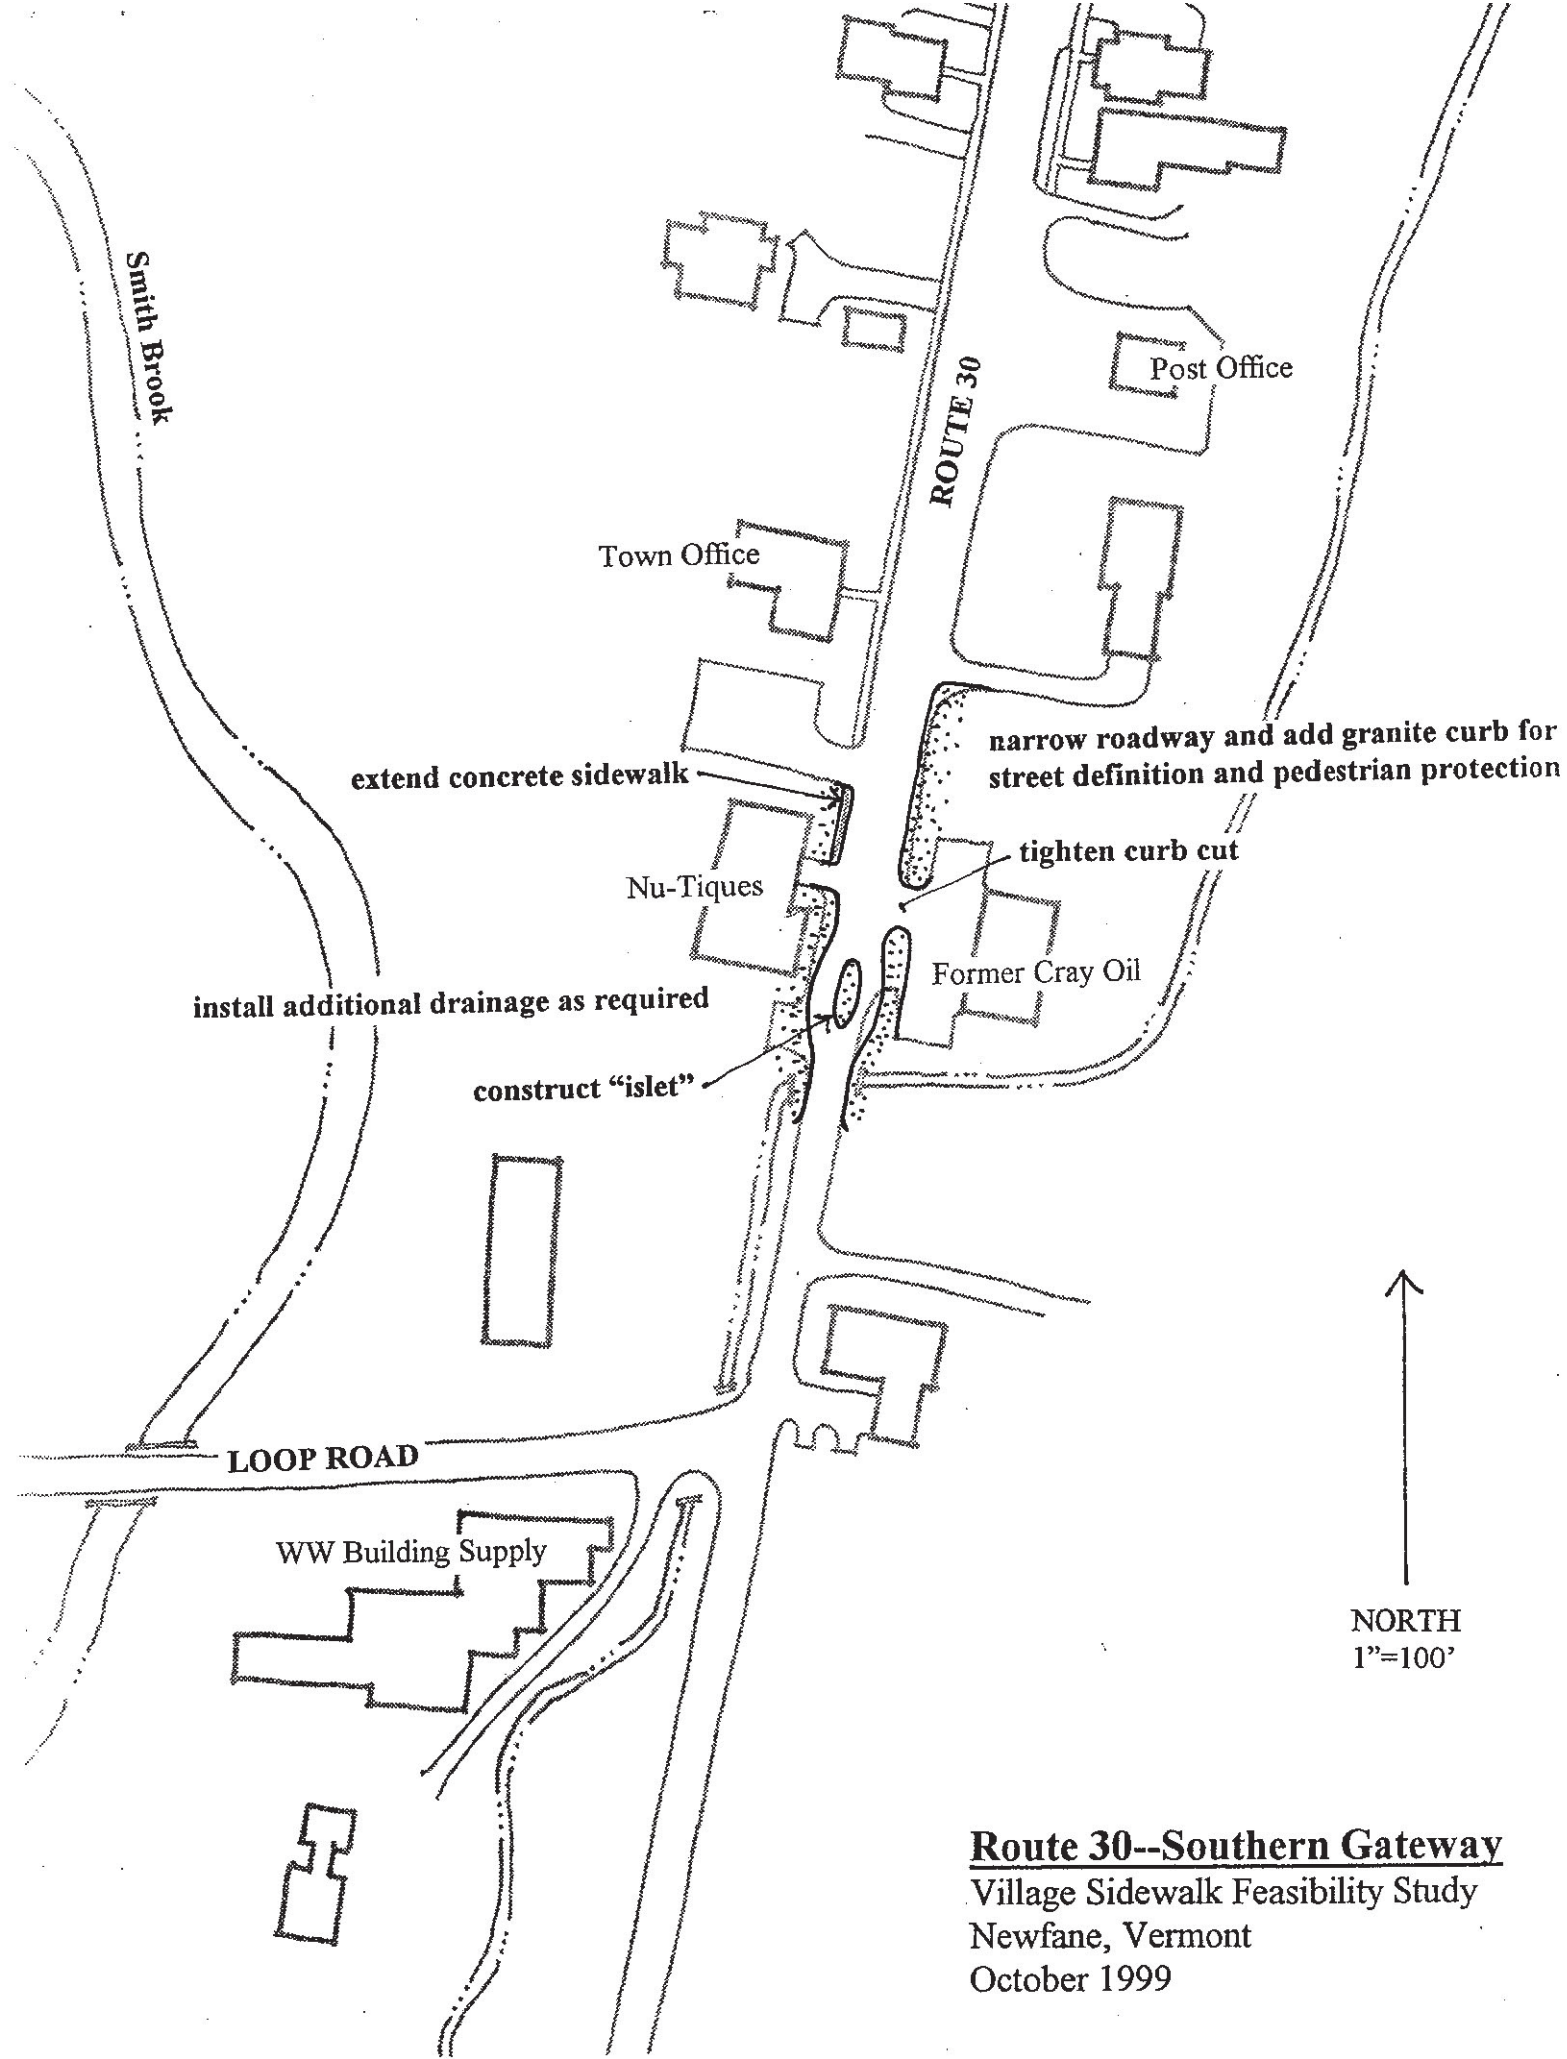 Smith Brook
ROUTE 30
Post Office
Town Office
narrow roadway and add granite curb for
street definition and pedestrian protection
extend concrete sidewalk
tighten curb cut
Nu-Tiques
Former Cray Oil
install additional drainage as required
construct “islet”
LOOP ROAD
WW Building Supply
NORTH
1”=100’
Route 30--Southern Gateway
Village Sidewalk Feasibility Study
Newfane, Vermont
October 1999